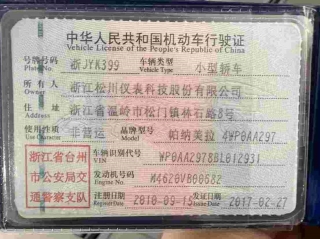 中华人民共和国机动车行驶证
Vehicle License of the People's Republic of China
号牌号码 浙JYK399 车辆类型 小型轿车
Plate No. Vehicle Type
所有人 浙江松川仪表科技股份有限公司
Owner
住址 浙江省温岭市松门镇林石路8号
Address
使用性质 非营运 品牌型号 帕纳美拉 WP0AA297
Use Character Model
浙江省台州
市公安局交
通警察支队
车辆识别代号
VIN
发动机号码
Engine No.
注册日期 2010-09-15 发证日期 2017-02-27
Register Date Issue Date